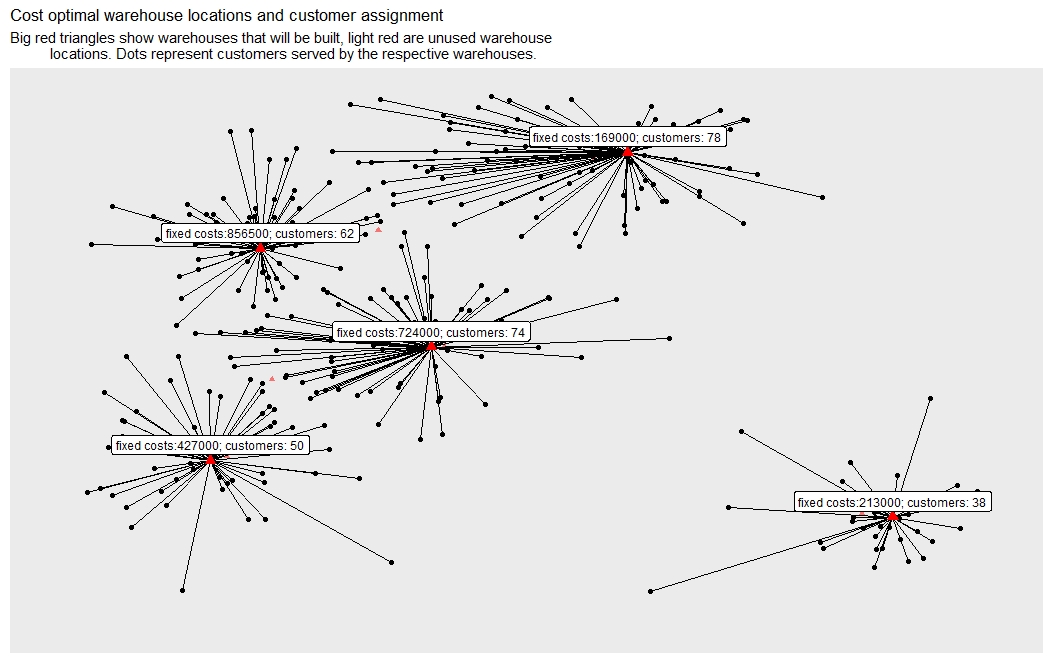 Cost optimal warehouse locations and customer assignment
Big red triangles show warehouses that will be built, light red are unused warehouse
locations. Dots represent customers served by the respective warehouses.
fixed costs:169000; customers: 78
fixed costs:856500; customers: 62
fixed costs:724000; customers: 74
fixed costs:427000; customers: 50
fixed costs:213000; customers: 38